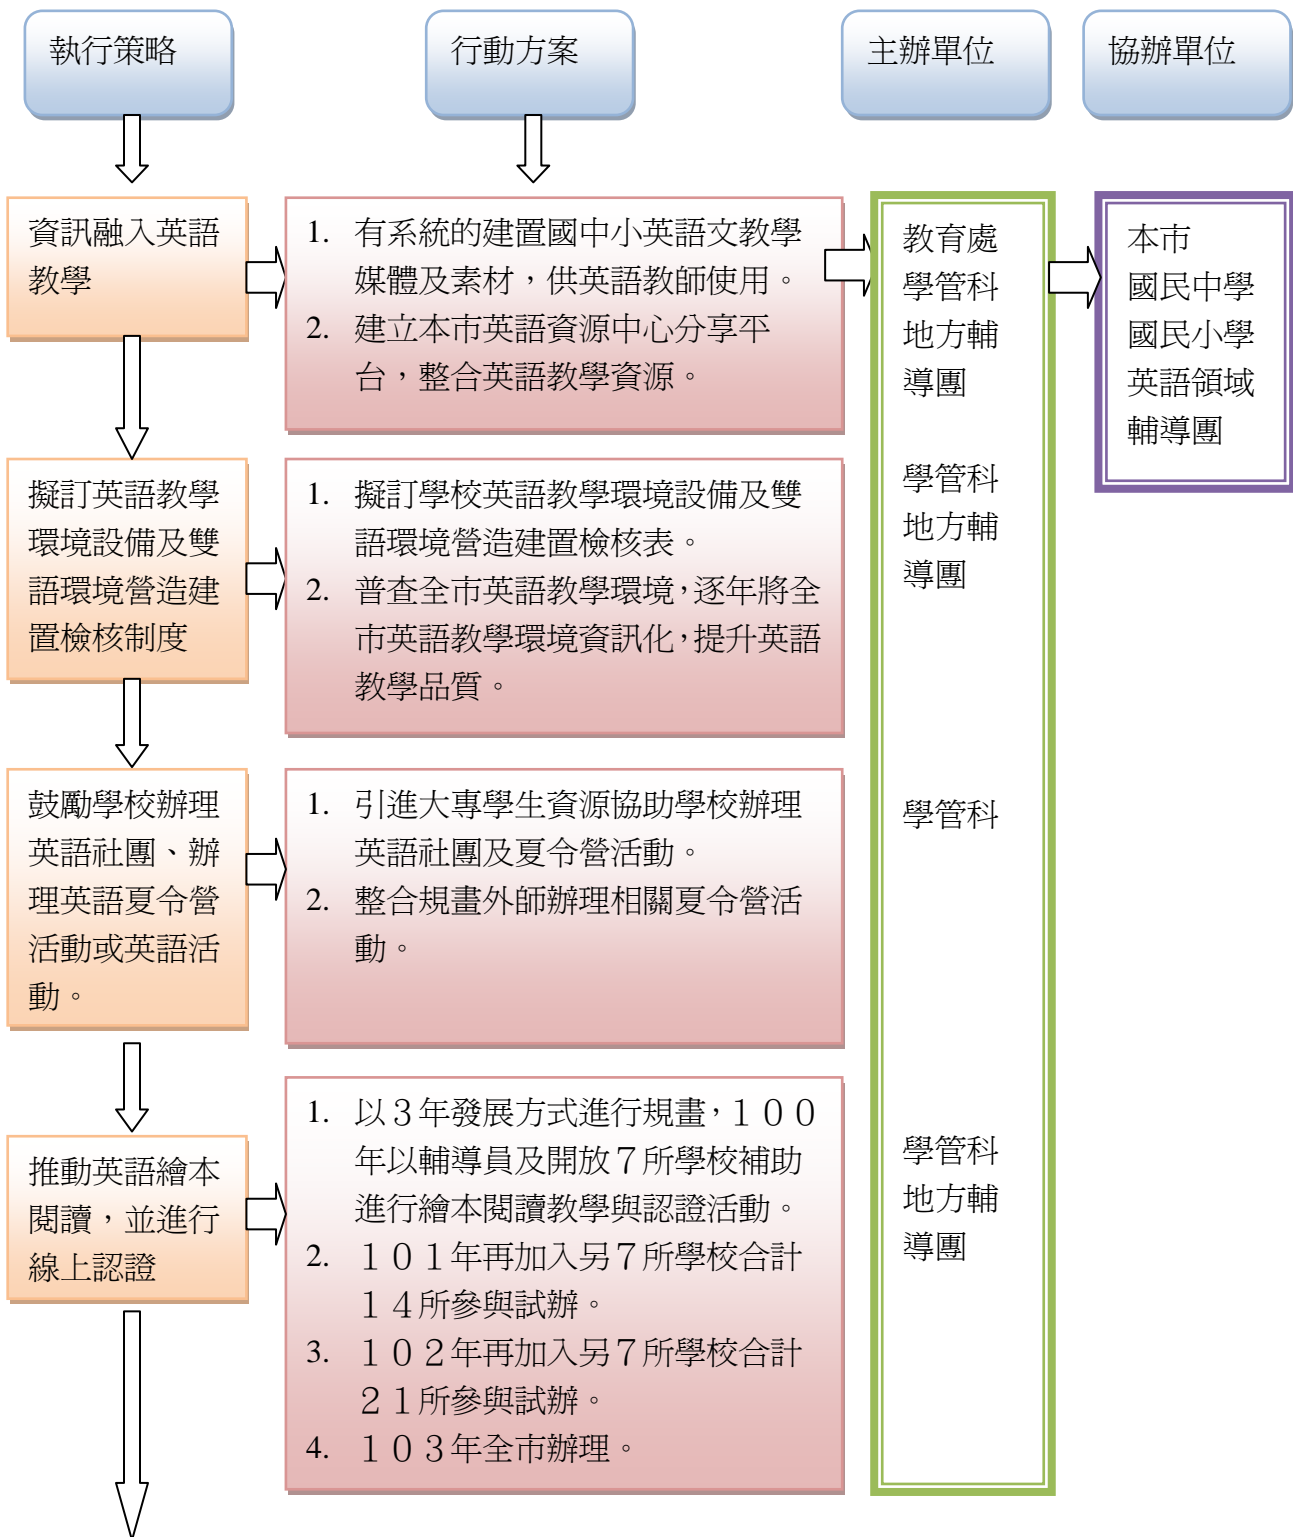 執行策略
行動方案
主辦單位
協辦單位
資訊融入英語
教學
1. 有系統的建置國中小英語文教學
媒體及素材，供英語教師使用。
2. 建立本市英語資源中心分享平
台，整合英語教學資源。
教育處
學管科
地方輔
導團
本市
國民中學
國民小學
英語領域
輔導團
擬訂英語教學
環境設備及雙
語環境營造建
置檢核制度
1. 擬訂學校英語教學環境設備及雙
語環境營造建置檢核表。
2. 普查全市英語教學環境，逐年將全
市英語教學環境資訊化，提升英語
教學品質。
學管科
地方輔
導團
鼓勵學校辦理
英語社團、辦
理英語夏令營
活動或英語活
動。
1. 引進大專學生資源協助學校辦理
英語社團及夏令營活動。
2. 整合規畫外師辦理相關夏令營活
動。
學管科
推動英語繪本
閱讀，並進行
線上認證
1. 以３年發展方式進行規畫，１００
年以輔導員及開放７所學校補助
進行繪本閱讀教學與認證活動。
2. １０１年再加入另７所學校合計
１４所參與試辦。
3. １０２年再加入另７所學校合計
２１所參與試辦。
4. １０３年全市辦理。
學管科
地方輔
導團